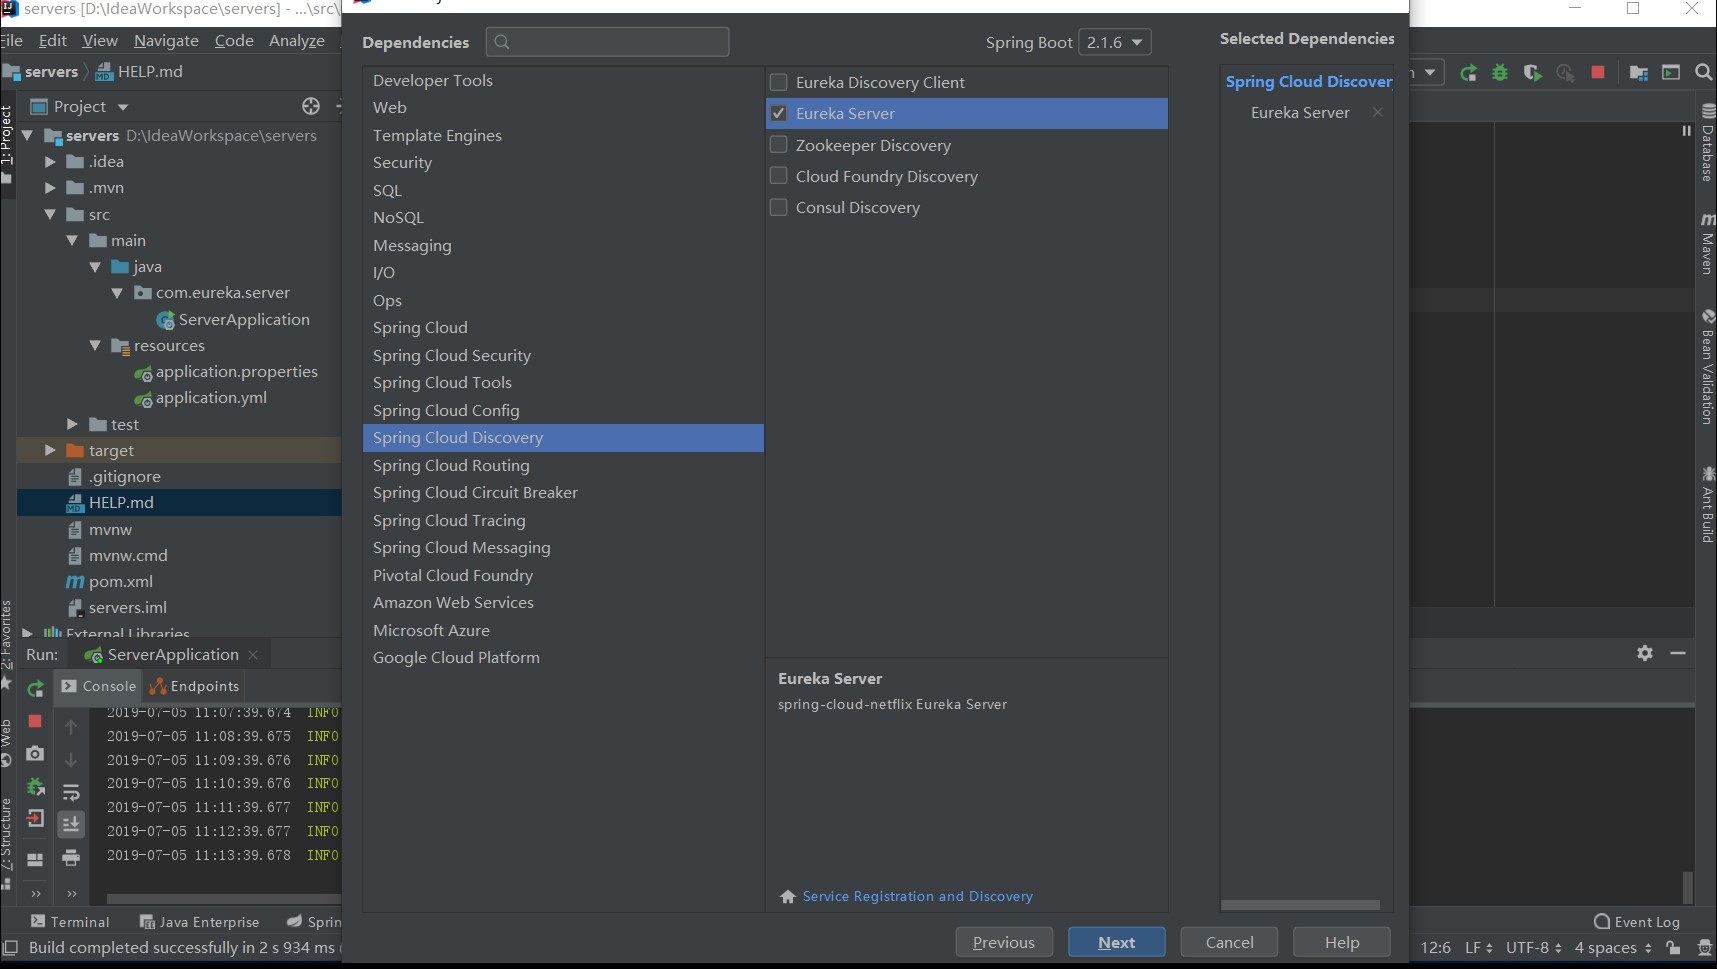 servers [D:\IdeaWorkspace\servers] - ...\src\
File Edit View Navigate Code Analyze
servers HELP.md
Project
servers D:\IdeaWorkspace\servers
.idea
.mvn
src
main
java
com.eureka.server
ServerApplication
resources
application.properties
application.yml
test
target
.gitignore
HELP.md
mvnw
mvnw.cmd
pom.xml
servers.iml
External Libraries
1: Project
2: Favorites
Web
7: Structure
Dependencies
Spring Boot 2.1.6
Developer Tools
Web
Template Engines
Security
SQL
NoSQL
Messaging
I/O
Ops
Spring Cloud
Spring Cloud Security
Spring Cloud Tools
Spring Cloud Config
Spring Cloud Discovery
Spring Cloud Routing
Spring Cloud Circuit Breaker
Spring Cloud Tracing
Spring Cloud Messaging
Pivotal Cloud Foundry
Amazon Web Services
Microsoft Azure
Google Cloud Platform
Eureka Discovery Client
Eureka Server
Zookeeper Discovery
Cloud Foundry Discovery
Consul Discovery
Eureka Server
spring-cloud-netflix Eureka Server
Service Registration and Discovery
Selected Dependencies
Spring Cloud Discover
Eureka Server
Previous Next Cancel Help
Database
Maven
Bean Validation
Ant Build
Run: ServerApplication
Console Endpoints
2019-07-05 11:07:39.674 INFO
2019-07-05 11:08:39.675 INFO
2019-07-05 11:09:39.676 INFO
2019-07-05 11:10:39.676 INFO
2019-07-05 11:11:39.677 INFO
2019-07-05 11:12:39.677 INFO
2019-07-05 11:13:39.678 INFO
Terminal Java Enterprise Sprin
Event Log
Build completed successfully in 2 s 934 ms
12:6 LF UTF-8 4 spaces